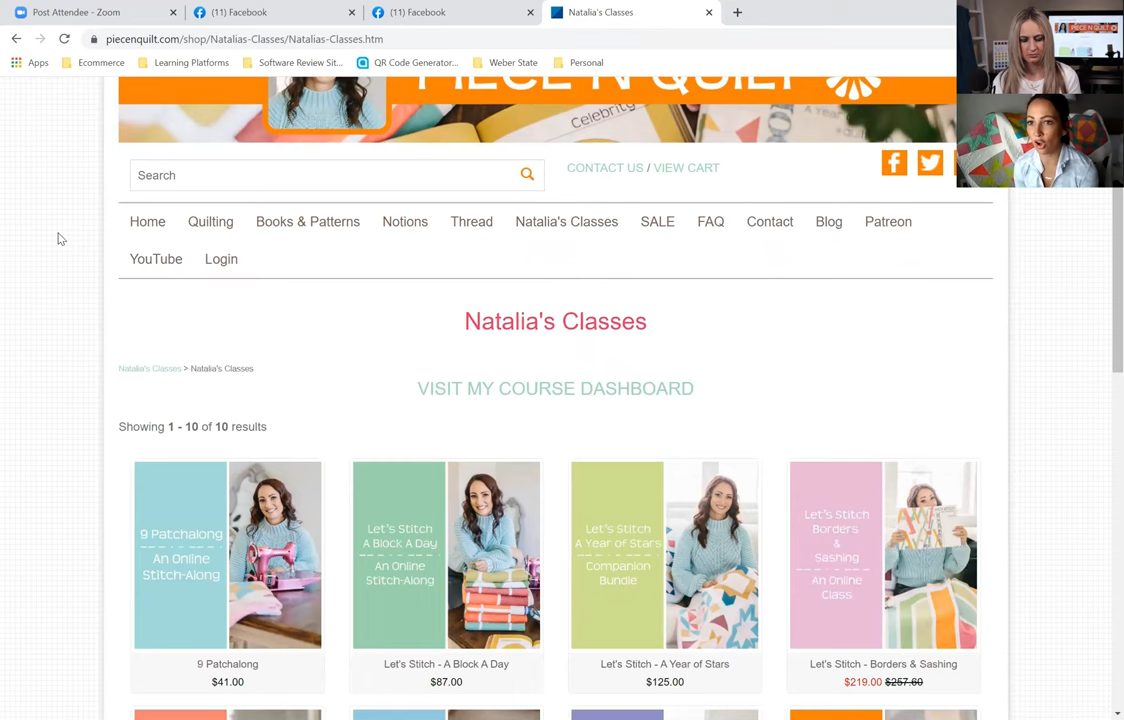 Post Attendee - Zoom
(11) Facebook
(11) Facebook
Natalia's Classes
piecenquilt.com/shop/Natalias-Classes/Natalias-Classes.htm
Apps
Ecommerce
Learning Platforms
Software Review Sit...
QR Code Generator...
Weber State
Personal
PIECE N QUILT
Celebrity
Search
CONTACT US / VIEW CART
Home
Quilting
Books & Patterns
Notions
Thread
Natalia's Classes
SALE
FAQ
Contact
Blog
Patreon
YouTube
Login
Natalia's Classes
Natalia's Classes > Natalia's Classes
VISIT MY COURSE DASHBOARD
Showing 1 - 10 of 10 results
9 Patchalong
An Online
Stitch-Along
Let's Stitch
A Block A Day
An Online
Stitch-Along
Let's Stitch
A Year of Stars
Companion
Bundle
Let's Stitch
Borders
&
Sashing
An Online
Class
9 Patchalong
$41.00
Let's Stitch - A Block A Day
$87.00
Let's Stitch - A Year of Stars
$125.00
Let's Stitch - Borders & Sashing
$219.00 $257.60